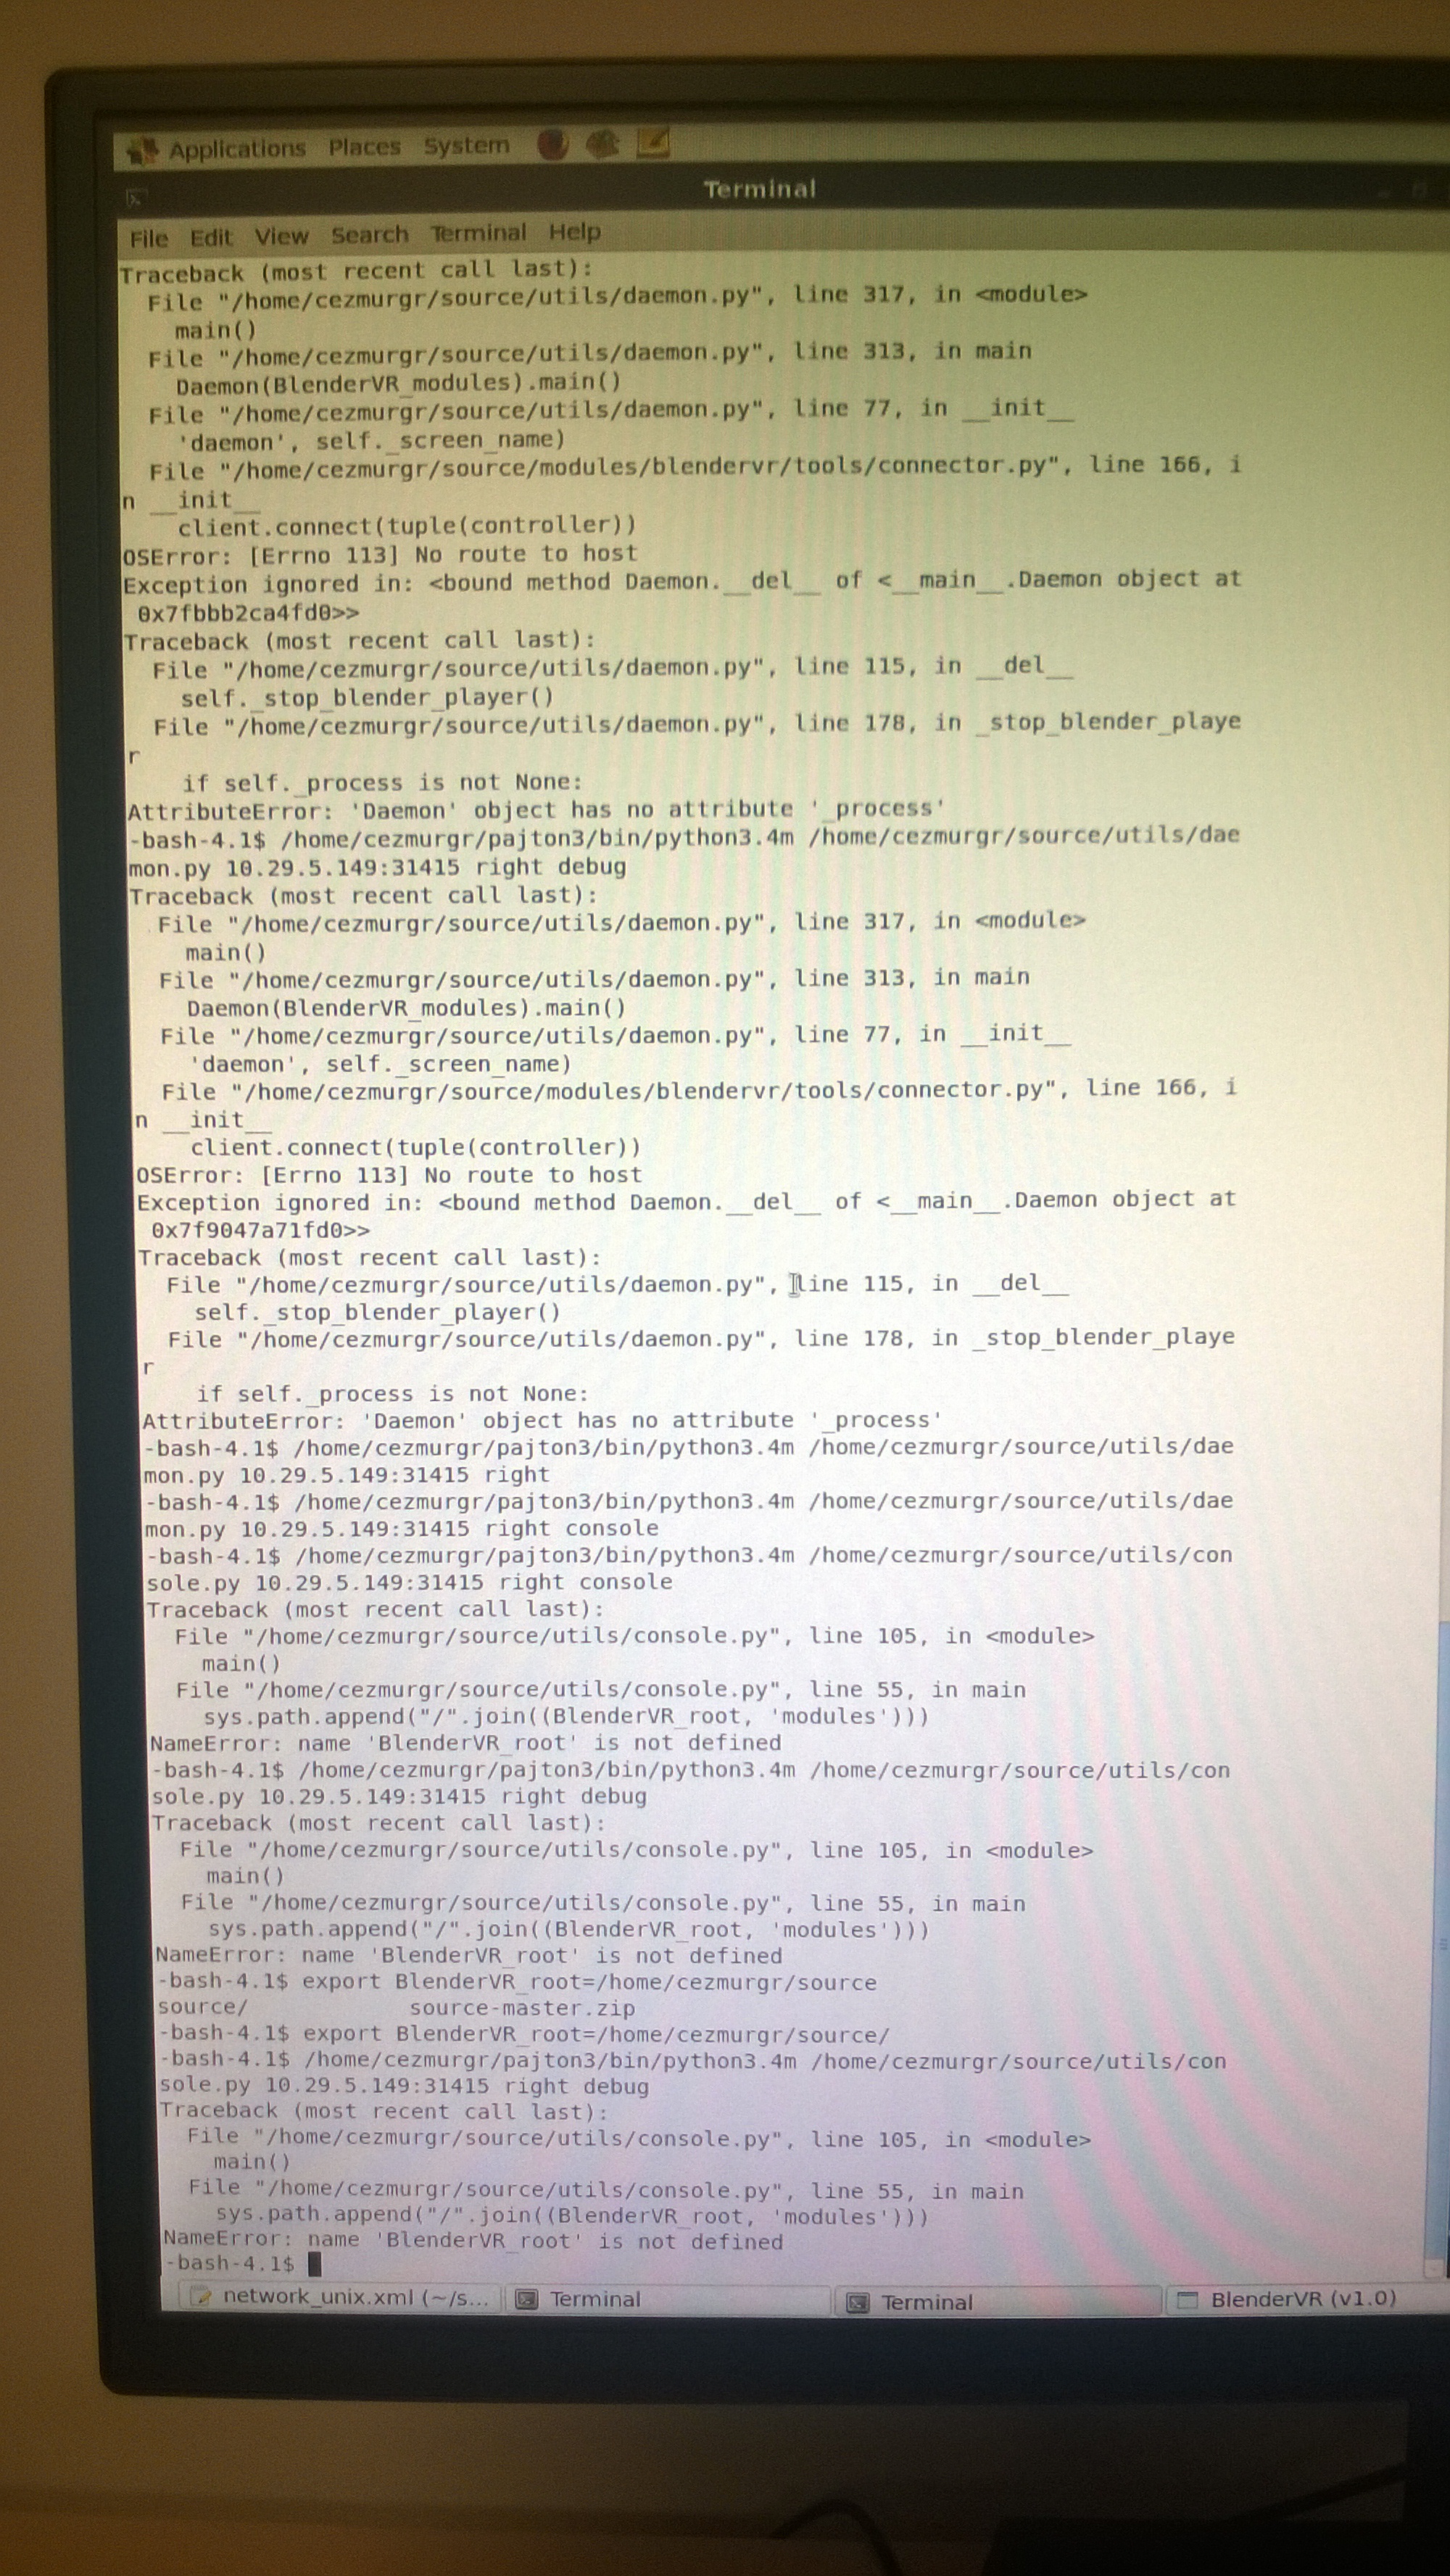 Applications Places System
Terminal
File Edit View Search Terminal Help
Traceback (most recent call last):
  File "/home/cezmurgr/source/utils/daemon.py", line 317, in <module>
    main()
  File "/home/cezmurgr/source/utils/daemon.py", line 313, in main
    Daemon(BlenderVR_modules).main()
  File "/home/cezmurgr/source/utils/daemon.py", line 77, in __init__
    'daemon', self._screen_name)
  File "/home/cezmurgr/source/modules/blendervr/tools/connector.py", line 166, i
n __init__
    client.connect(tuple(controller))
OSError: [Errno 113] No route to host
Exception ignored in: <bound method Daemon.__del__ of <__main__.Daemon object at
 0x7fbbb2ca4fd0>>
Traceback (most recent call last):
  File "/home/cezmurgr/source/utils/daemon.py", line 115, in __del__
    self._stop_blender_player()
  File "/home/cezmurgr/source/utils/daemon.py", line 178, in _stop_blender_playe
r
    if self._process is not None:
AttributeError: 'Daemon' object has no attribute '_process'
-bash-4.1$ /home/cezmurgr/pajton3/bin/python3.4m /home/cezmurgr/source/utils/dae
mon.py 10.29.5.149:31415 right debug
Traceback (most recent call last):
  File "/home/cezmurgr/source/utils/daemon.py", line 317, in <module>
    main()
  File "/home/cezmurgr/source/utils/daemon.py", line 313, in main
    Daemon(BlenderVR_modules).main()
  File "/home/cezmurgr/source/utils/daemon.py", line 77, in __init__
    'daemon', self._screen_name)
  File "/home/cezmurgr/source/modules/blendervr/tools/connector.py", line 166, i
n __init__
    client.connect(tuple(controller))
OSError: [Errno 113] No route to host
Exception ignored in: <bound method Daemon.__del__ of <__main__.Daemon object at
 0x7f9047a71fd0>>
Traceback (most recent call last):
  File "/home/cezmurgr/source/utils/daemon.py", line 115, in __del__
    self._stop_blender_player()
  File "/home/cezmurgr/source/utils/daemon.py", line 178, in _stop_blender_playe
r
    if self._process is not None:
AttributeError: 'Daemon' object has no attribute '_process'
-bash-4.1$ /home/cezmurgr/pajton3/bin/python3.4m /home/cezmurgr/source/utils/dae
mon.py 10.29.5.149:31415 right
-bash-4.1$ /home/cezmurgr/pajton3/bin/python3.4m /home/cezmurgr/source/utils/dae
mon.py 10.29.5.149:31415 right console
-bash-4.1$ /home/cezmurgr/pajton3/bin/python3.4m /home/cezmurgr/source/utils/con
sole.py 10.29.5.149:31415 right console
Traceback (most recent call last):
  File "/home/cezmurgr/source/utils/console.py", line 105, in <module>
    main()
  File "/home/cezmurgr/source/utils/console.py", line 55, in main
    sys.path.append("/".join((BlenderVR_root, 'modules')))
NameError: name 'BlenderVR_root' is not defined
-bash-4.1$ /home/cezmurgr/pajton3/bin/python3.4m /home/cezmurgr/source/utils/con
sole.py 10.29.5.149:31415 right debug
Traceback (most recent call last):
  File "/home/cezmurgr/source/utils/console.py", line 105, in <module>
    main()
  File "/home/cezmurgr/source/utils/console.py", line 55, in main
    sys.path.append("/".join((BlenderVR_root, 'modules')))
NameError: name 'BlenderVR_root' is not defined
-bash-4.1$ export BlenderVR_root=/home/cezmurgr/source
source/            source-master.zip
-bash-4.1$ export BlenderVR_root=/home/cezmurgr/source/
-bash-4.1$ /home/cezmurgr/pajton3/bin/python3.4m /home/cezmurgr/source/utils/con
sole.py 10.29.5.149:31415 right debug
Traceback (most recent call last):
  File "/home/cezmurgr/source/utils/console.py", line 105, in <module>
    main()
  File "/home/cezmurgr/source/utils/console.py", line 55, in main
    sys.path.append("/".join((BlenderVR_root, 'modules')))
NameError: name 'BlenderVR_root' is not defined
-bash-4.1$
network_unix.xml (~/s... Terminal Terminal BlenderVR (v1.0)